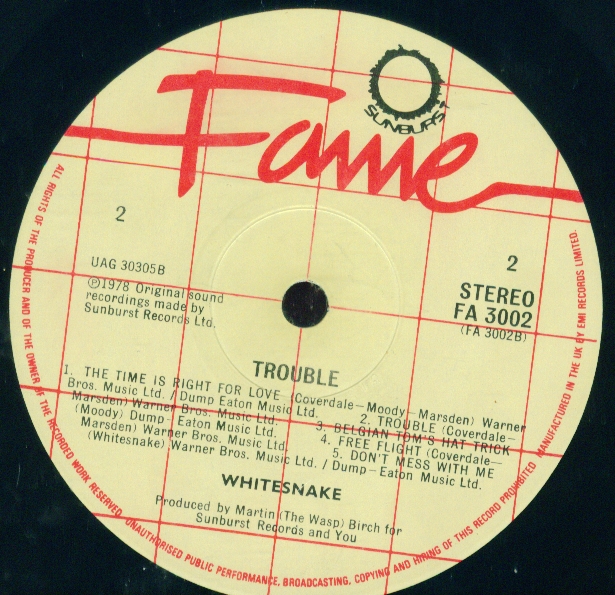 Fame
SUNBURST
2
2
UAG 30305B
STEREO
FA 3002
(FA 3002B)
Ⓟ1978 Original sound
recordings made by
Sunburst Records Ltd.
TROUBLE
1. THE TIME IS RIGHT FOR LOVE (Coverdale–Moody–Marsden) Warner
Bros. Music Ltd. / Dump Eaton Music Ltd. 2. TROUBLE (Coverdale–
Marsden) Warner Bros. Music Ltd. 3. BELGIAN TOM'S HAT TRICK
(Moody) Dump–Eaton Music Ltd. 4. FREE FLIGHT (Coverdale–
Marsden) Warner Bros. Music Ltd. 5. DON'T MESS WITH ME
(Whitesnake) Warner Bros. Music Ltd. / Dump–Eaton Music Ltd.
WHITESNAKE
Produced by Martin (The Wasp) Birch for
Sunburst Records and You
ALL RIGHTS OF THE PRODUCER AND OF THE OWNER OF THE RECORDED WORK RESERVED. UNAUTHORISED PUBLIC PERFORMANCE, BROADCASTING, COPYING AND HIRING OF THIS RECORD PROHIBITED. MANUFACTURED IN THE UK BY EMI RECORDS LIMITED.